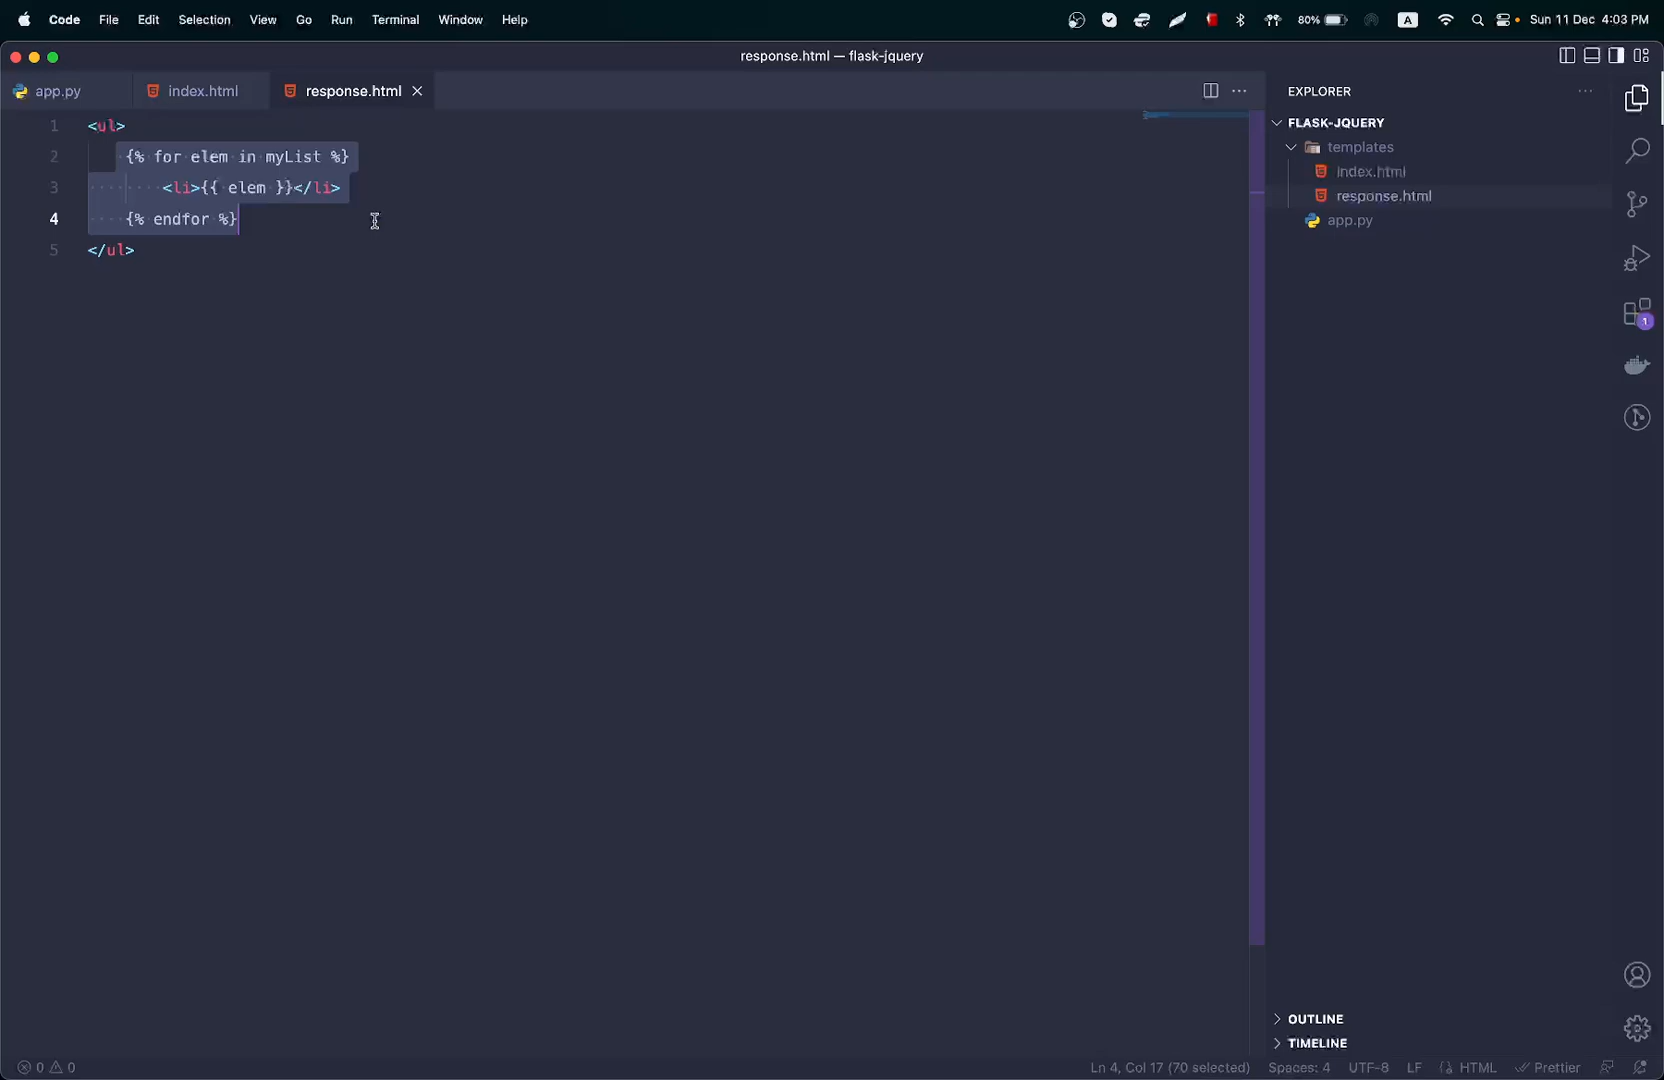 Code File Edit Selection View Go Run Terminal Window Help 80% A Sun 11 Dec 4:03 PM
response.html — flask-jquery
app.py index.html response.html
EXPLORER
1 <ul>
2 {% for elem in myList %}
3 <li>{{ elem }}</li>
4 {% endfor %}
5 </ul>
FLASK-JQUERY
templates
index.html
response.html
app.py
1
OUTLINE
TIMELINE
0 0 Ln 4, Col 17 (70 selected) Spaces: 4 UTF-8 LF {} HTML Prettier